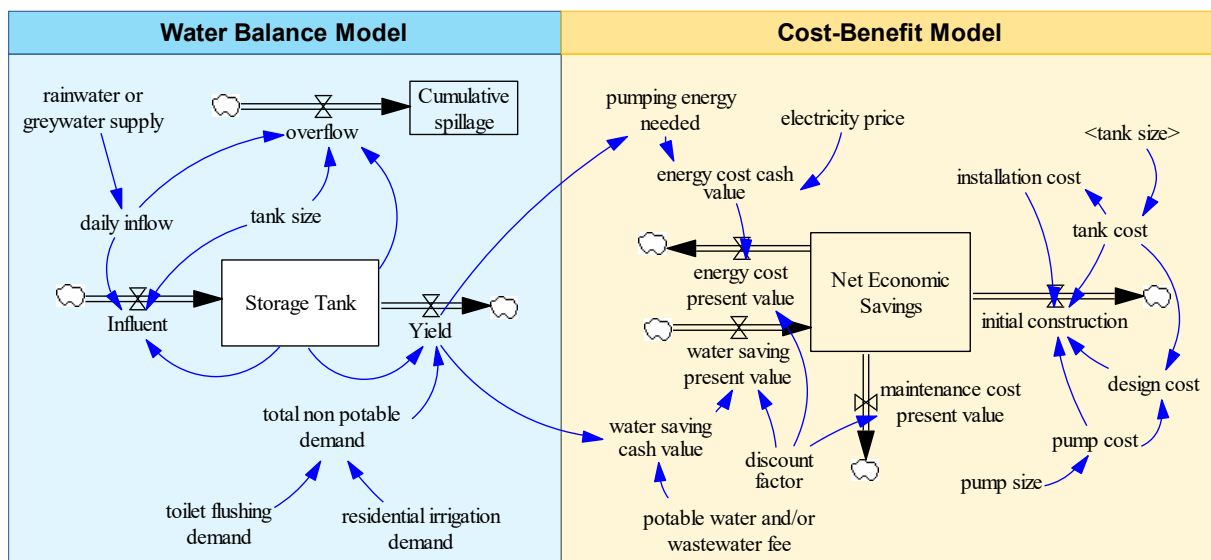 Water Balance Model
Cost-Benefit Model
rainwater or
greywater supply
Cumulative
spillage
overflow
daily inflow
tank size
Storage Tank
Influent
Yield
total non potable
demand
toilet flushing
demand
residential irrigation
demand
pumping energy
needed
electricity price
<tank size>
energy cost cash
value
installation cost
tank cost
energy cost
present value
Net Economic
Savings
initial construction
water saving
present value
maintenance cost
present value
design cost
water saving
cash value
discount
factor
pump cost
pump size
potable water and/or
wastewater fee